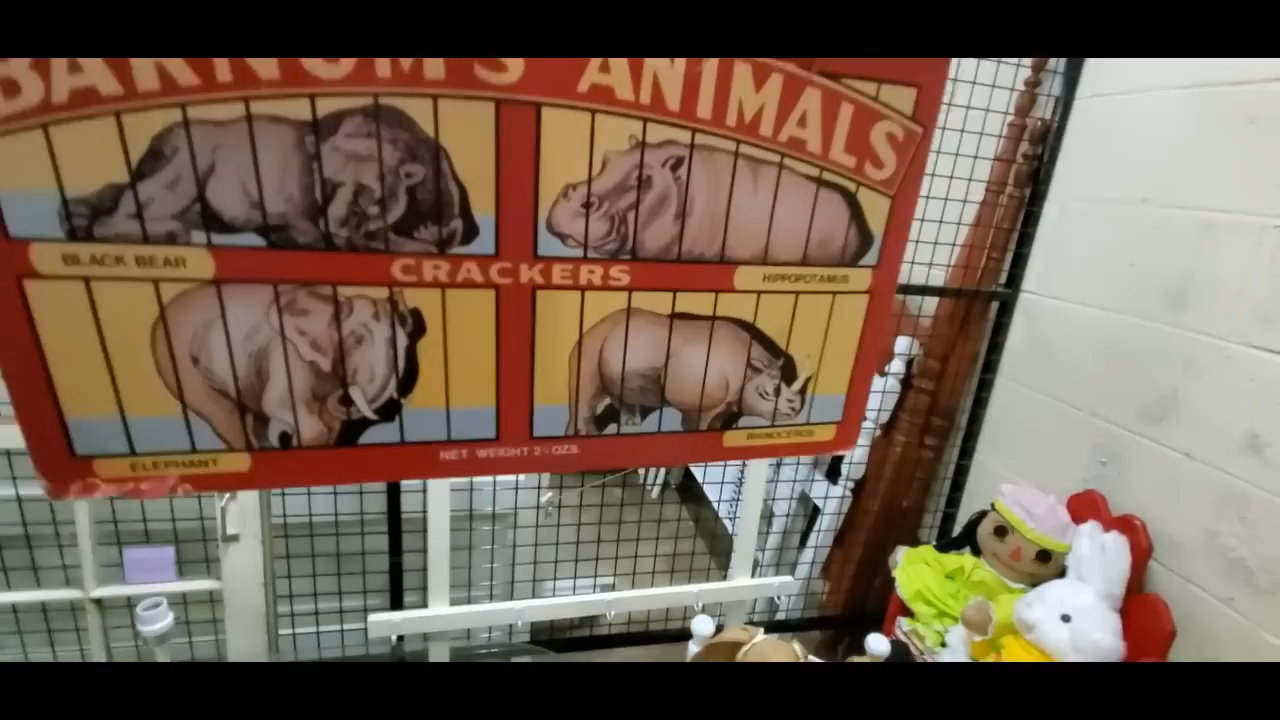 BARNUM'S ANIMALS
BLACK BEAR
CRACKERS
HIPPOPOTAMUS
ELEPHANT
RHINOCEROS
NET WEIGHT 2 OZS.